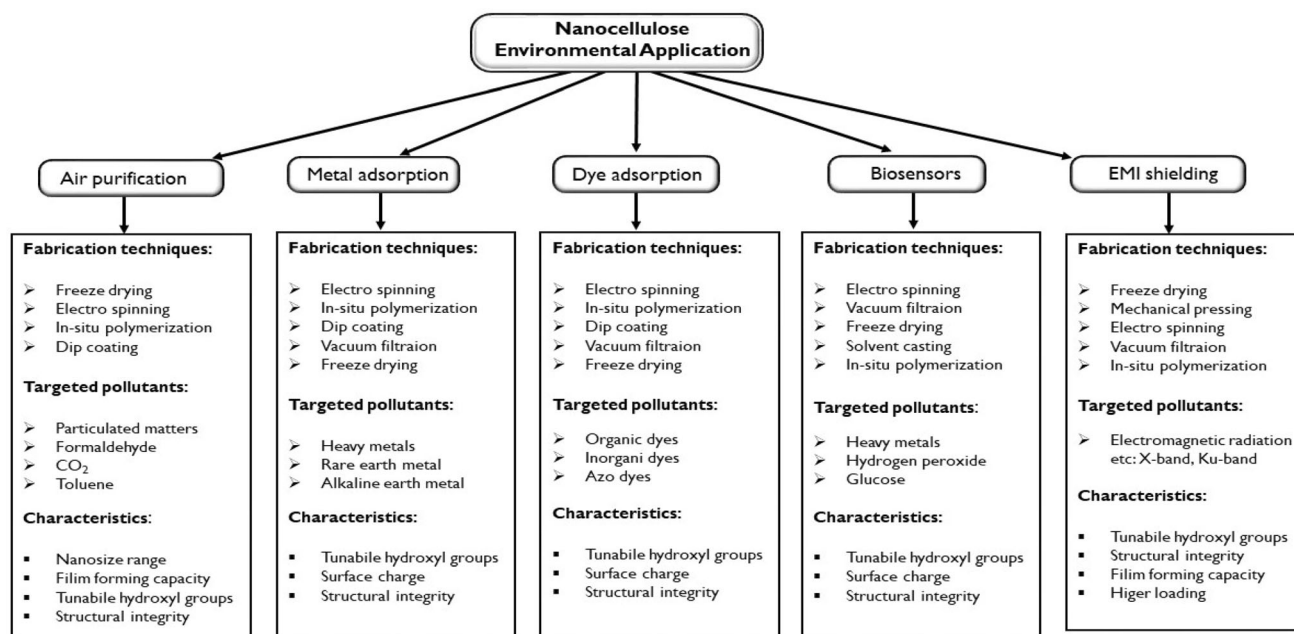 Nanocellulose
Environmental Application
Air purification
Metal adsorption
Dye adsorption
Biosensors
EMI shielding
Fabrication techniques:
Freeze drying
Electro spinning
In-situ polymerization
Dip coating
Targeted pollutants:
Particulated matters
Formaldehyde
CO2
Toluene
Characteristics:
Nanosize range
Filim forming capacity
Tunabile hydroxyl groups
Structural integrity
Fabrication techniques:
Electro spinning
In-situ polymerization
Dip coating
Vacuum filtraion
Freeze drying
Targeted pollutants:
Heavy metals
Rare earth metal
Alkaline earth metal
Characteristics:
Tunabile hydroxyl groups
Surface charge
Structural integrity
Fabrication techniques:
Electro spinning
In-situ polymerization
Dip coating
Vacuum filtraion
Freeze drying
Targeted pollutants:
Organic dyes
Inorgani dyes
Azo dyes
Characteristics:
Tunabile hydroxyl groups
Surface charge
Structural integrity
Fabrication techniques:
Electro spinning
Vacuum filtraion
Freeze drying
Solvent casting
In-situ polymerization
Targeted pollutants:
Heavy metals
Hydrogen peroxide
Glucose
Characteristics:
Tunabile hydroxyl groups
Surface charge
Structural integrity
Fabrication techniques:
Freeze drying
Mechanical pressing
Electro spinning
Vacuum filtraion
In-situ polymerization
Targeted pollutants:
Electromagnetic radiation
etc: X-band, Ku-band
Characteristics:
Tunabile hydroxyl groups
Structural integrity
Filim forming capacity
Higer loading